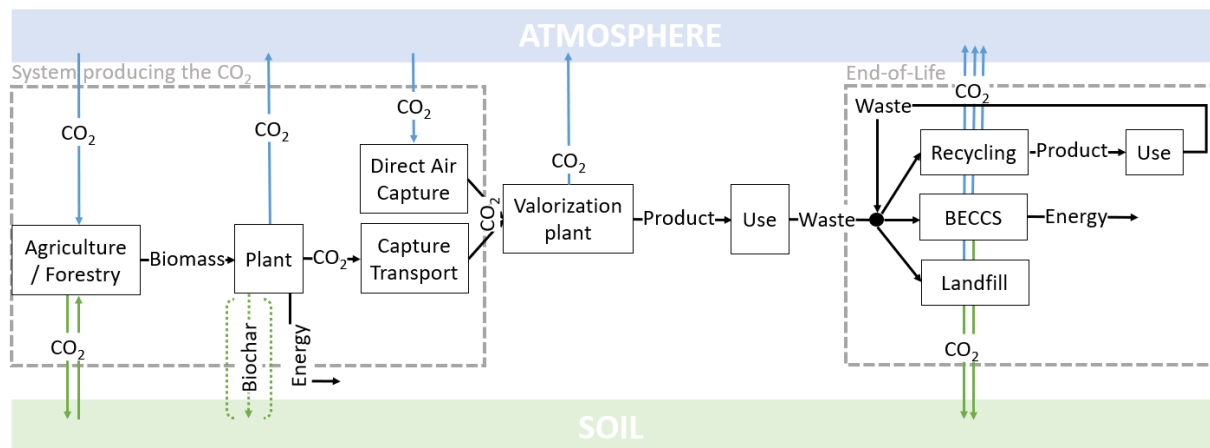 ATMOSPHERE
System producing the CO₂
End-of-Life
CO₂
CO₂
CO₂
CO₂
CO₂
Waste
Direct Air
Capture
CO₂
Valorization
plant
Product
Use
Waste
Recycling
Product
Use
BECCS
Energy
Landfill
Agriculture
/ Forestry
Biomass
Plant
CO₂
Capture
Transport
CO₂
Biochar
Energy
CO₂
SOIL